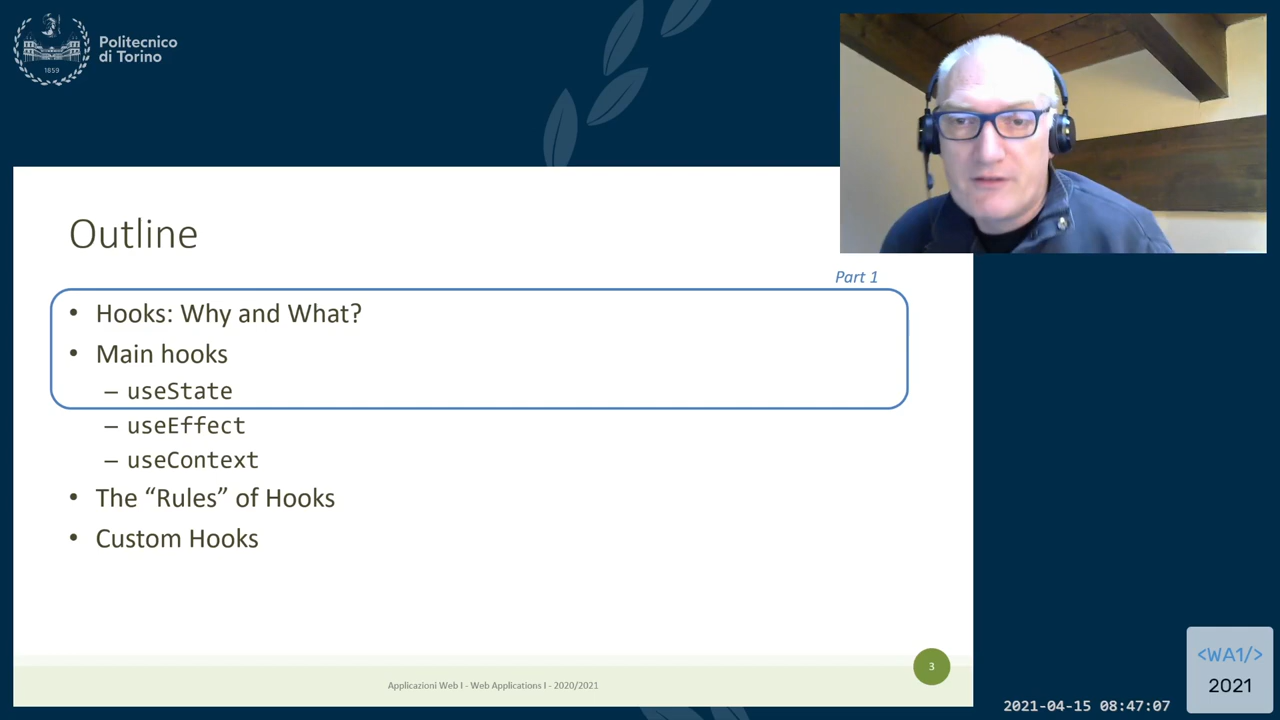 Politecnico
di Torino
1859
Outline
Part 1
• Hooks: Why and What?
• Main hooks
– useState
– useEffect
– useContext
• The “Rules” of Hooks
• Custom Hooks
3
Applicazioni Web I - Web Applications I - 2020/2021
<WA1/>
2021
2021-04-15 08:47:07